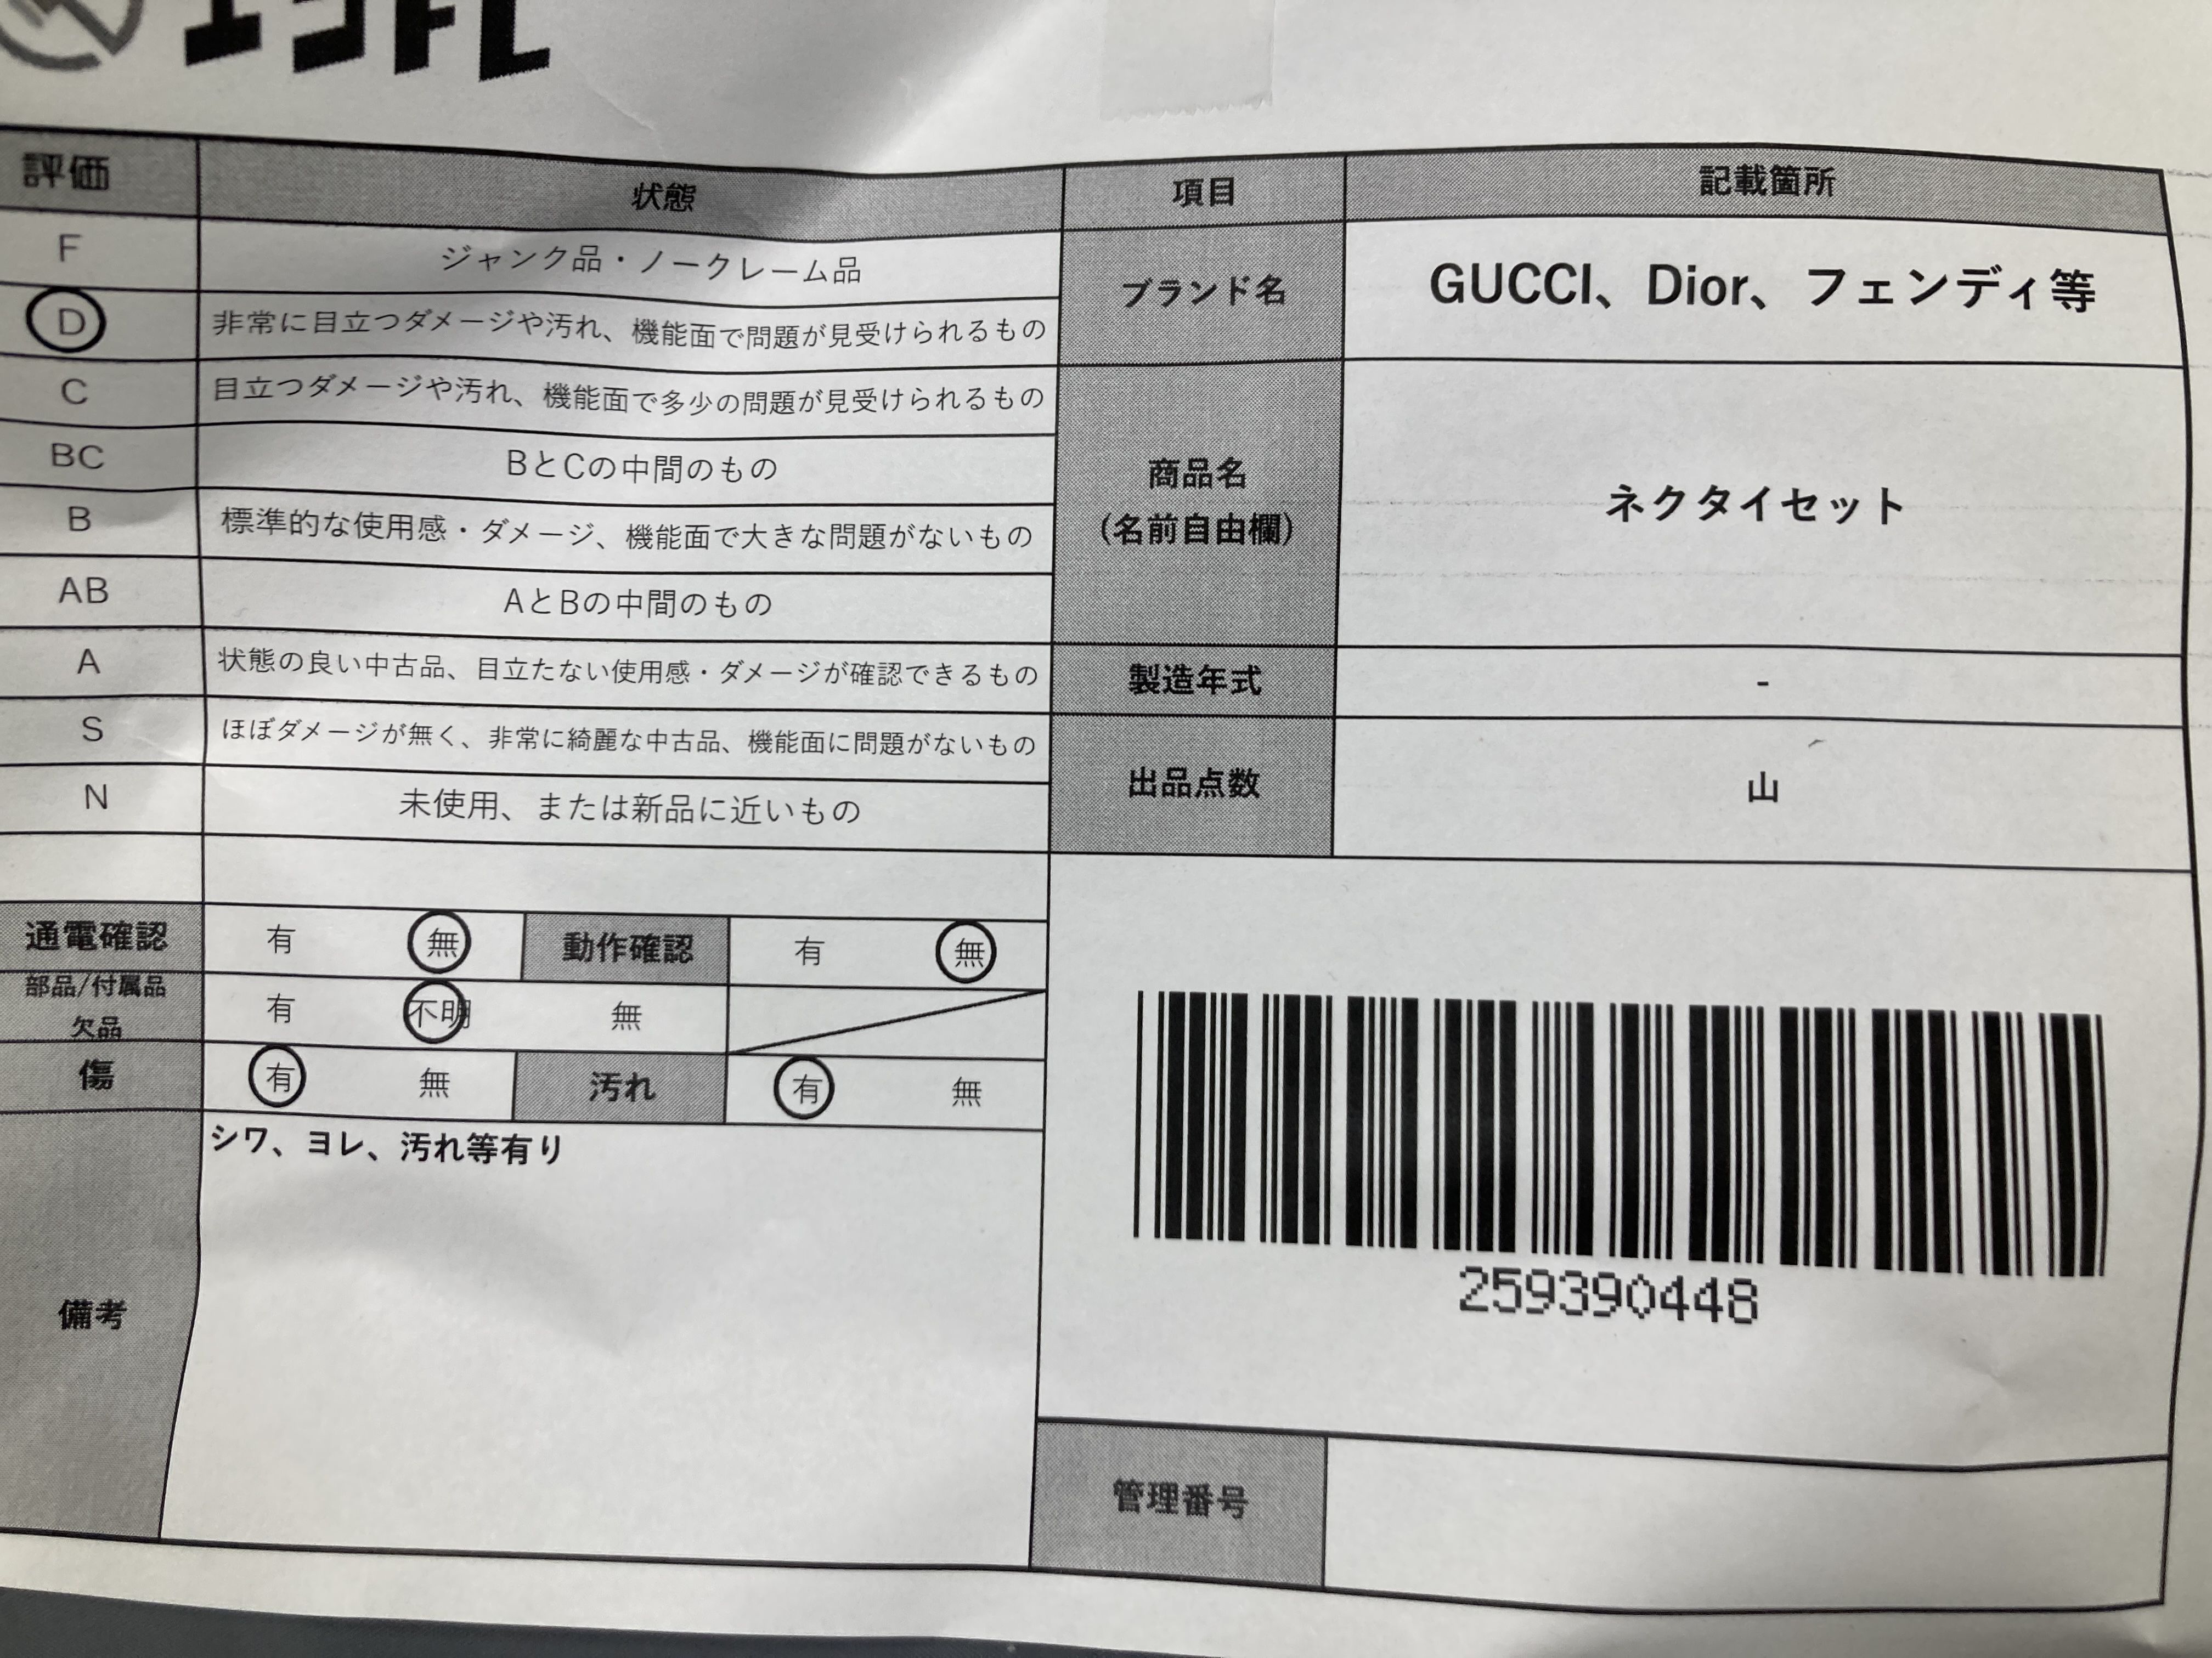 エコトレ
評価 状態 項目 記載箇所
F ジャンク品・ノークレーム品
D 非常に目立つダメージや汚れ、機能面で問題が見受けられるもの
ブランド名 GUCCI、Dior、フェンディ等
C 目立つダメージや汚れ、機能面で多少の問題が見受けられるもの
BC BとCの中間のもの
B 標準的な使用感・ダメージ、機能面で大きな問題がないもの
商品名
(名前自由欄)
ネクタイセット
AB AとBの中間のもの
A 状態の良い中古品、目立たない使用感・ダメージが確認できるもの
製造年式 -
S ほぼダメージが無く、非常に綺麗な中古品、機能面に問題がないもの
N 未使用、または新品に近いもの
出品点数 山
通電確認 有 無 動作確認 有 無
部品/付属品
欠品
有 不明 無
傷 有 無 汚れ 有 無
備考
シワ、ヨレ、汚れ等有り
259390448
管理番号